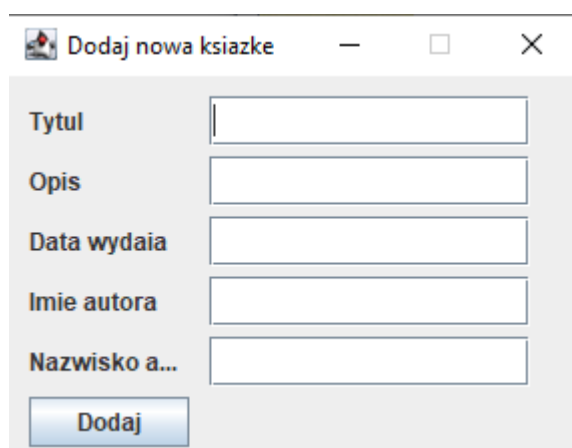 Dodaj nowa ksiazke
Tytul
Opis
Data wydaia
Imie autora
Nazwisko a...
Dodaj